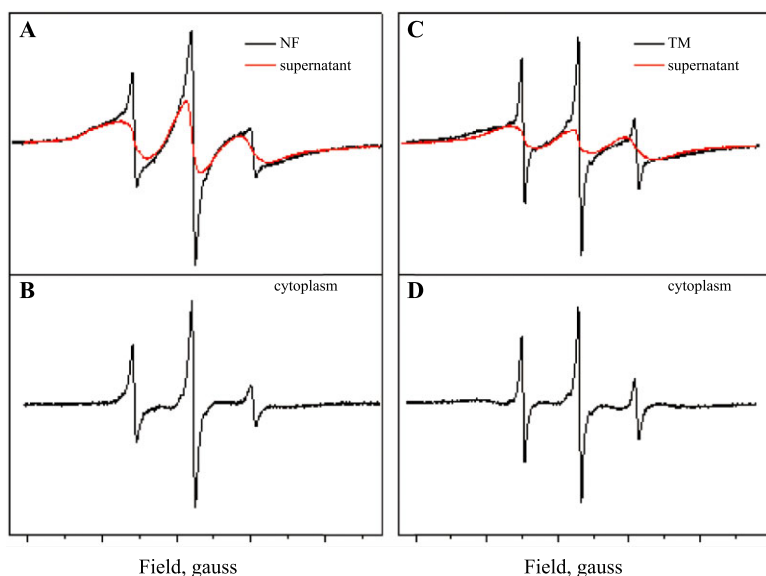 A
NF
supernatant
C
TM
supernatant
B
cytoplasm
D
cytoplasm
Field, gauss
Field, gauss